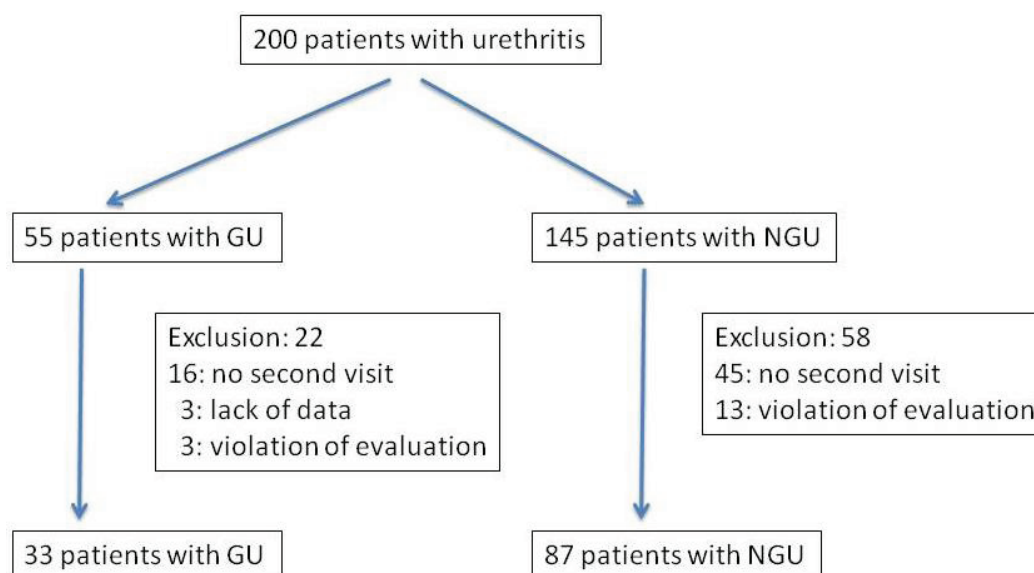 200 patients with urethritis
55 patients with GU
145 patients with NGU
Exclusion: 22
16: no second visit
3: lack of data
3: violation of evaluation
Exclusion: 58
45: no second visit
13: violation of evaluation
33 patients with GU
87 patients with NGU